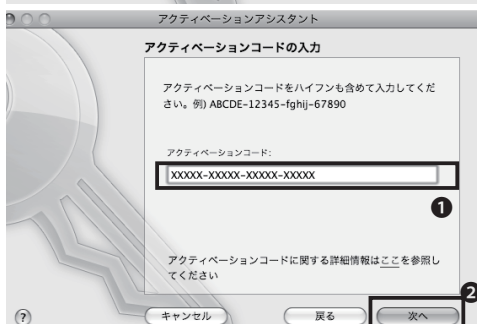 アクティベーションアシスタント
アクティベーションコードの入力
アクティベーションコードをハイフンも含めて入力してくだ
さい。例) ABCDE-12345-fghij-67890
アクティベーションコード:
XXXXX-XXXXX-XXXXX-XXXXX
❶
アクティベーションコードに関する詳細情報はここを参照し
てください
❷
? キャンセル 戻る 次へ